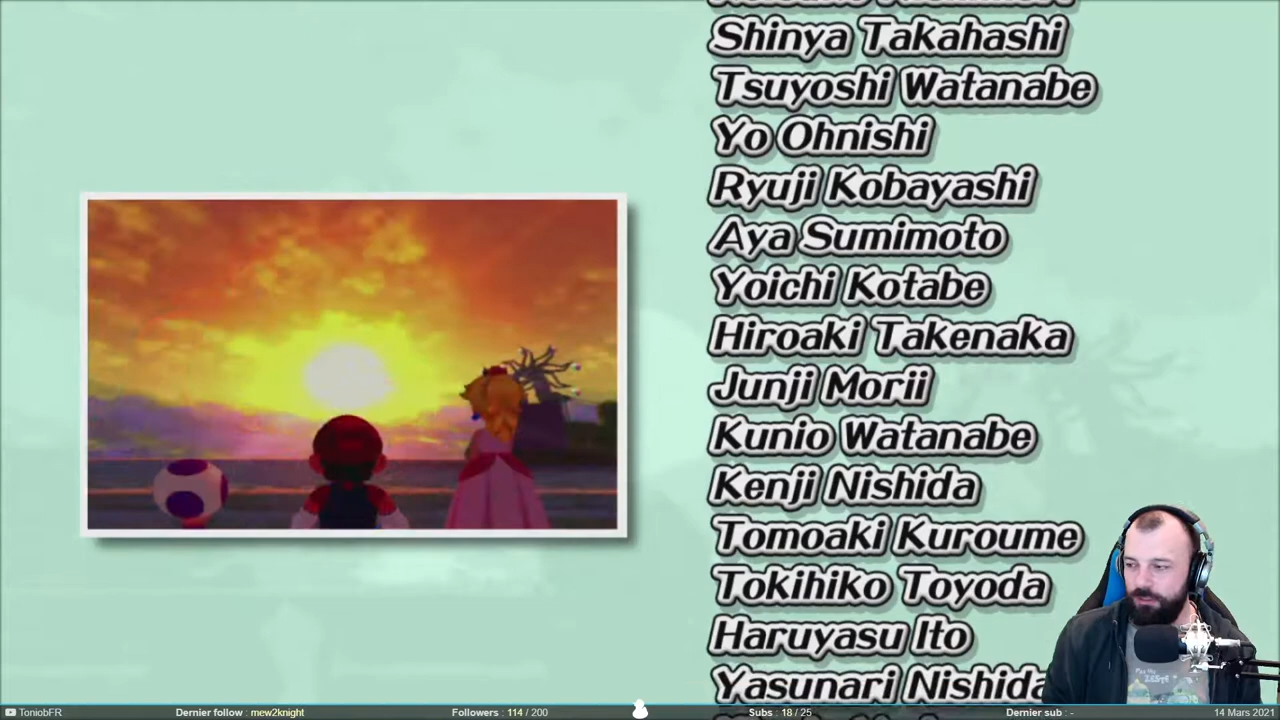 Shinya Takahashi
Tsuyoshi Watanabe
Yo Ohnishi
Ryuji Kobayashi
Aya Sumimoto
Yoichi Kotabe
Hiroaki Takenaka
Junji Morii
Kunio Watanabe
Kenji Nishida
Tomoaki Kuroume
Tokihiko Toyoda
Haruyasu Ito
Yasunari Nishida
ToniobFR
Dernier follow : mew2knight
Followers : 114 / 200
Subs : 18 / 25
Dernier sub : -
14 Mars 2021